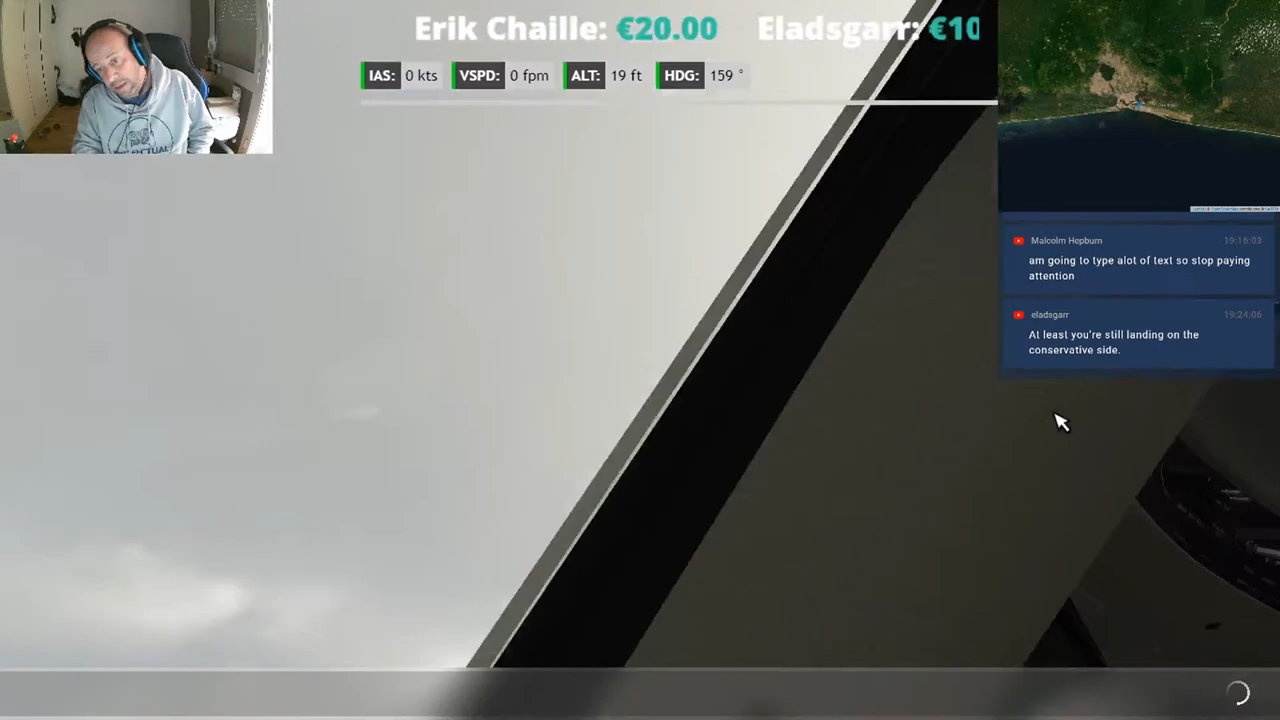 Erik Chaille: €20.00 Eladsgarr: €10
IAS: 0 kts VSPD: 0 fpm ALT: 19 ft HDG: 159 °
Malcolm Hepburn 19:16:03
am going to type alot of text so stop paying
attention
eladsgarr 19:24:06
At least you're still landing on the
conservative side.